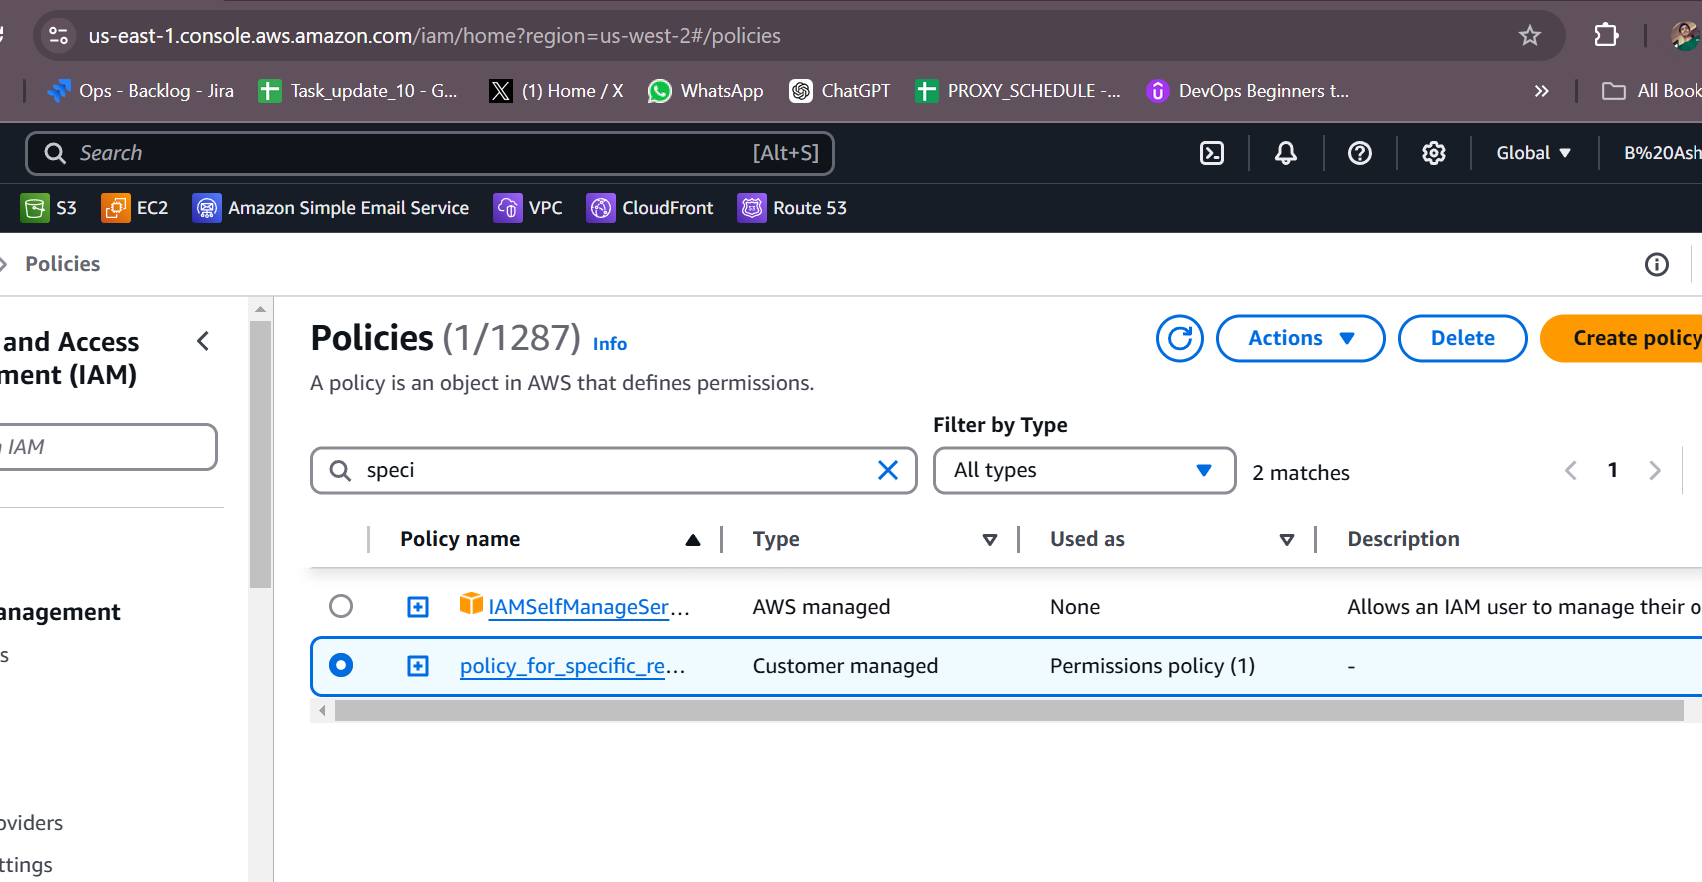 us-east-1.console.aws.amazon.com/iam/home?region=us-west-2#/policies
Ops - Backlog - Jira Task_update_10 - G... (1) Home / X WhatsApp ChatGPT PROXY_SCHEDULE -... DevOps Beginners t... » All Book
Search [Alt+S] Global B%20Ash
S3 EC2 Amazon Simple Email Service VPC CloudFront Route 53
Policies
and Access
ment (IAM)
IAM
anagement
s
oviders
ttings
Policies (1/1287) Info
Actions Delete Create policy
A policy is an object in AWS that defines permissions.
Filter by Type
speci All types 2 matches 1
Policy name Type Used as Description
IAMSelfManageSer... AWS managed None Allows an IAM user to manage their o
policy_for_specific_re... Customer managed Permissions policy (1) -